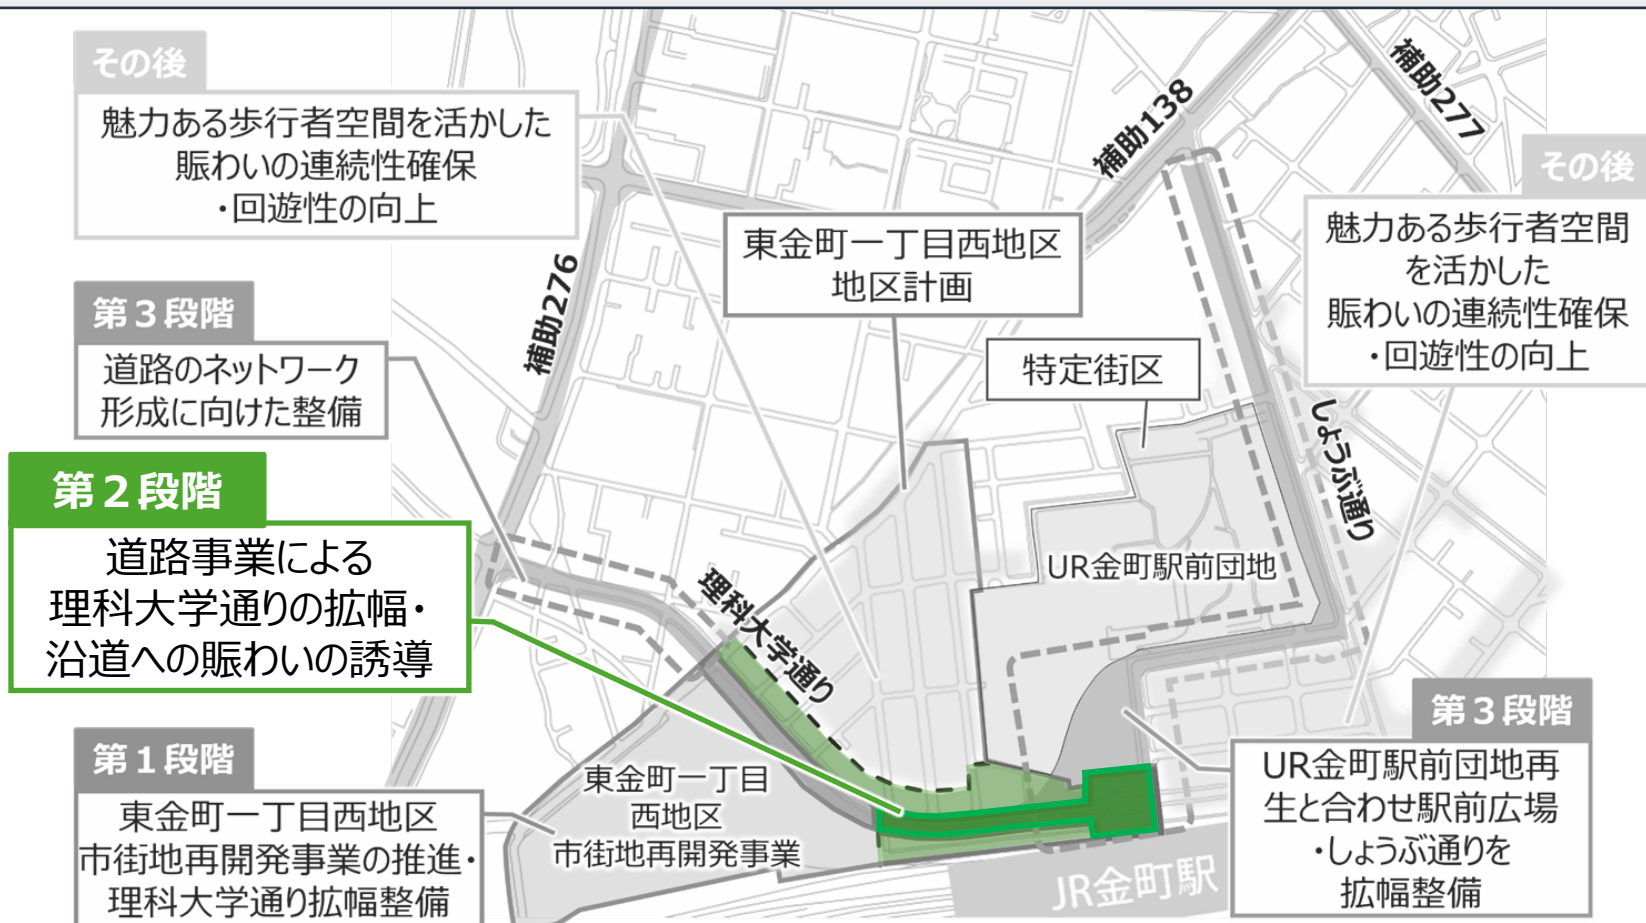 その後
魅力ある歩行者空間を活かした
賑わいの連続性確保
・回遊性の向上
第３段階
道路のネットワーク
形成に向けた整備
第２段階
道路事業による
理科大学通りの拡幅・
沿道への賑わいの誘導
第１段階
東金町一丁目西地区
市街地再開発事業の推進・
理科大学通り拡幅整備
補助276
補助138
補助277
東金町一丁目西地区
地区計画
特定街区
UR金町駅前団地
しょうぶ通り
理科大学通り
東金町一丁目
西地区
市街地再開発事業
JR金町駅
その後
魅力ある歩行者空間
を活かした
賑わいの連続性確保
・回遊性の向上
第３段階
UR金町駅前団地再
生と合わせ駅前広場
・しょうぶ通りを
拡幅整備